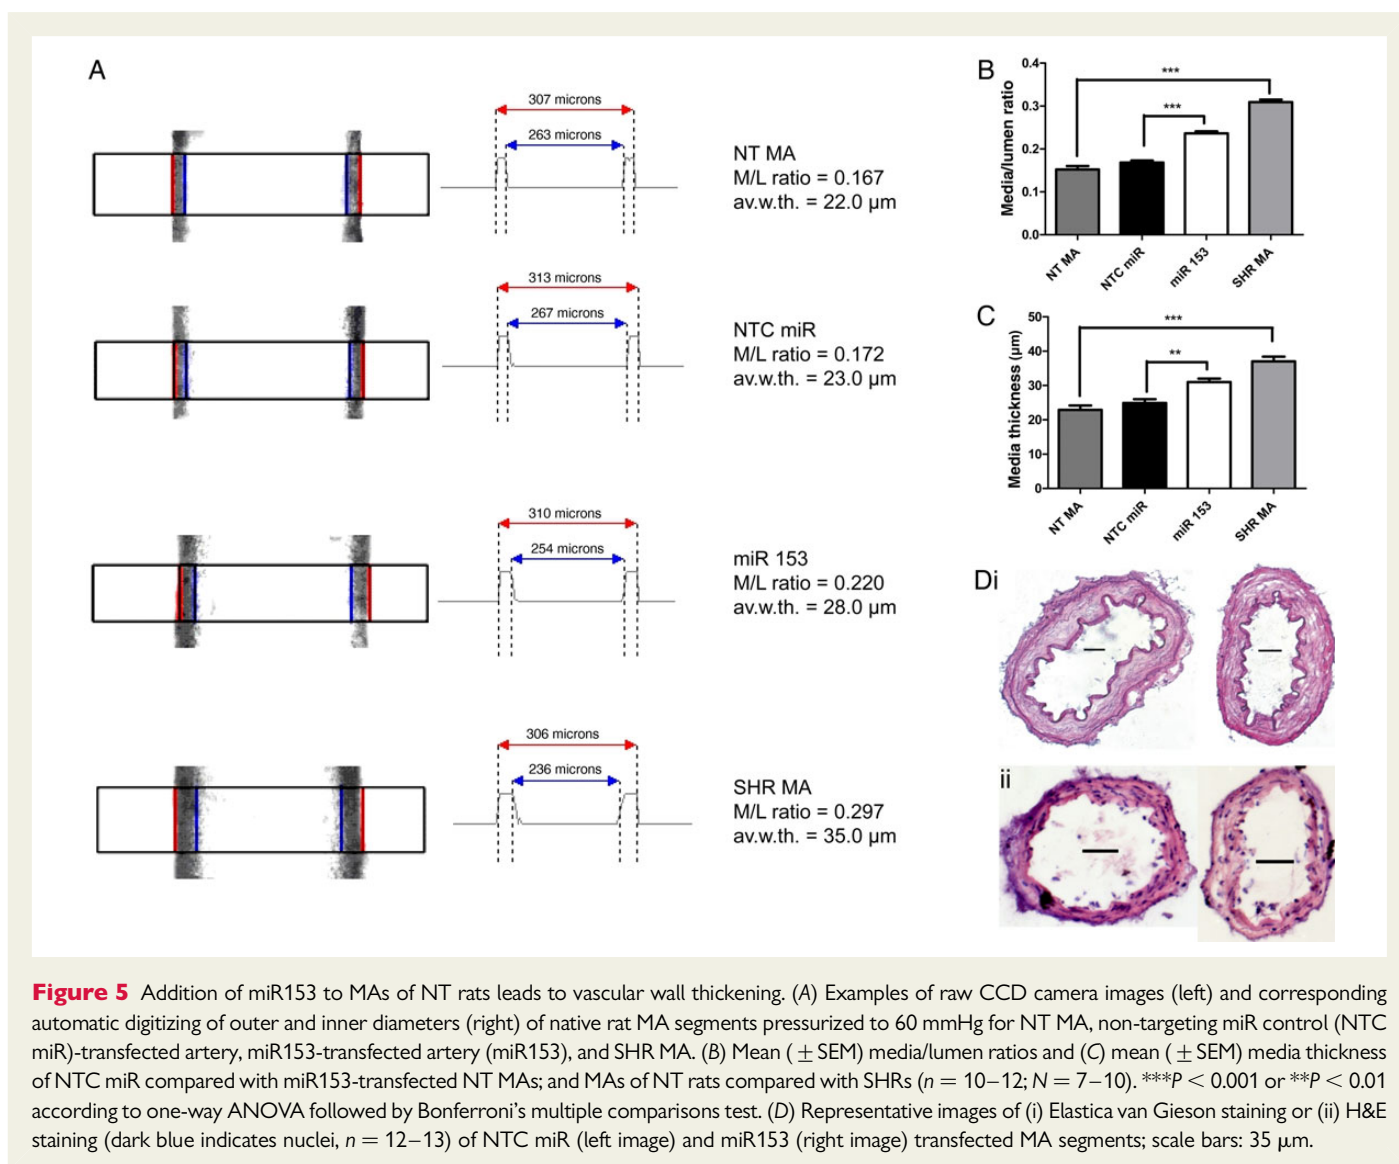 A
307 microns
263 microns
NT MA
M/L ratio = 0.167
av.w.th. = 22.0 μm
313 microns
267 microns
NTC miR
M/L ratio = 0.172
av.w.th. = 23.0 μm
310 microns
254 microns
miR 153
M/L ratio = 0.220
av.w.th. = 28.0 μm
306 microns
236 microns
SHR MA
M/L ratio = 0.297
av.w.th. = 35.0 μm
B
Media/lumen ratio
0.4
0.3
0.2
0.1
0.0
***
***
NT MA
NTC miR
miR 153
SHR MA
C
Media thickness (μm)
50
40
30
20
10
0
***
**
NT MA
NTC miR
miR 153
SHR MA
Di
ii
Figure 5 Addition of miR153 to MAs of NT rats leads to vascular wall thickening. (A) Examples of raw CCD camera images (left) and corresponding
automatic digitizing of outer and inner diameters (right) of native rat MA segments pressurized to 60 mmHg for NT MA, non-targeting miR control (NTC
miR)-transfected artery, miR153-transfected artery (miR153), and SHR MA. (B) Mean (±SEM) media/lumen ratios and (C) mean (±SEM) media thickness
of NTC miR compared with miR153-transfected NT MAs; and MAs of NT rats compared with SHRs (n = 10–12; N = 7–10). ***P < 0.001 or **P < 0.01
according to one-way ANOVA followed by Bonferroni's multiple comparisons test. (D) Representative images of (i) Elastica van Gieson staining or (ii) H&E
staining (dark blue indicates nuclei, n = 12–13) of NTC miR (left image) and miR153 (right image) transfected MA segments; scale bars: 35 μm.